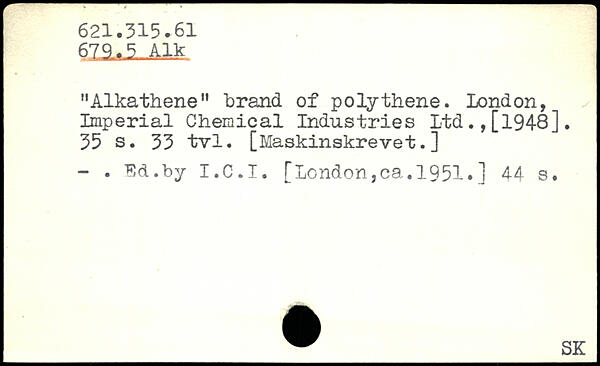 621.315.61
679.5 Alk
"Alkathene" brand of polythene. London,
Imperial Chemical Industries Ltd.,[1948].
35 s. 33 tvl. [Maskinskrevet.]
- . Ed.by I.C.I. [London,ca.1951.] 44 s.
SK